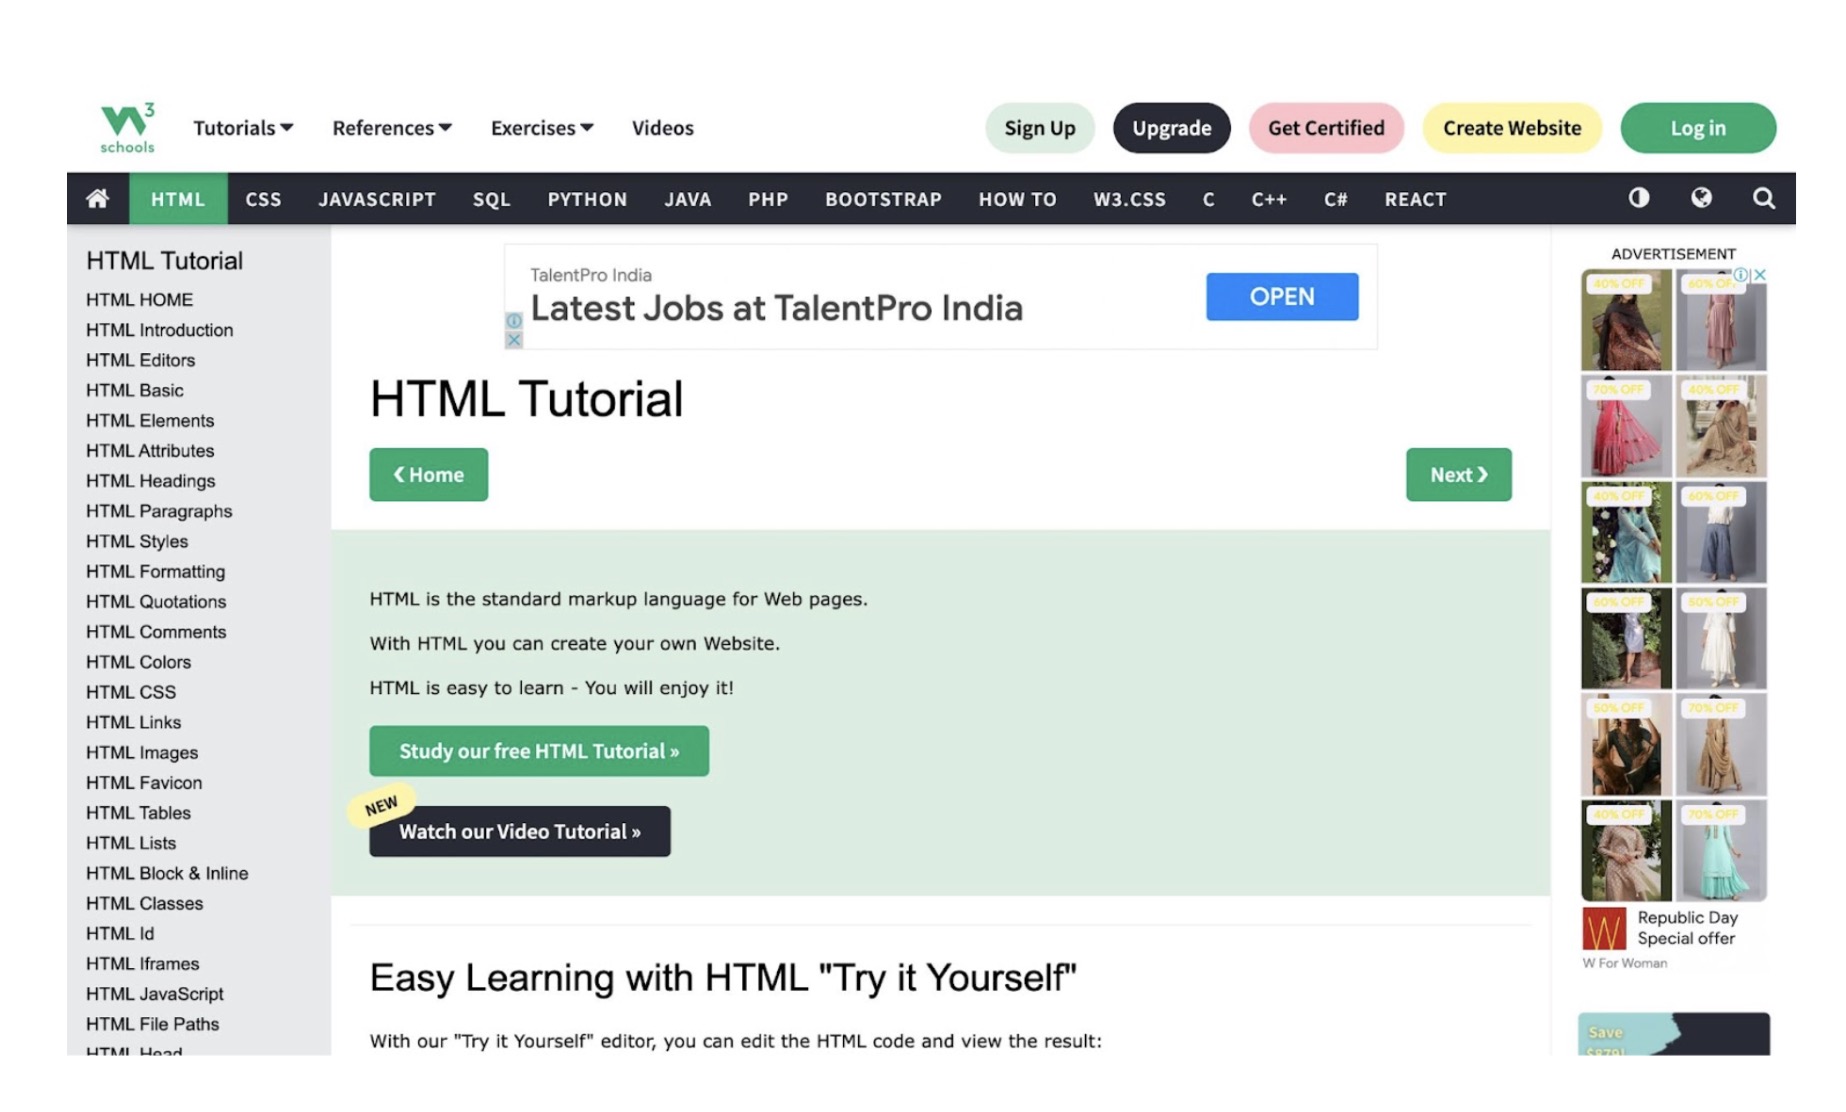 3
schools
Tutorials
References
Exercises
Videos
Sign Up
Upgrade
Get Certified
Create Website
Log in
HTML
CSS
JAVASCRIPT
SQL
PYTHON
JAVA
PHP
BOOTSTRAP
HOW TO
W3.CSS
C
C++
C#
REACT
HTML Tutorial
HTML HOME
HTML Introduction
HTML Editors
HTML Basic
HTML Elements
HTML Attributes
HTML Headings
HTML Paragraphs
HTML Styles
HTML Formatting
HTML Quotations
HTML Comments
HTML Colors
HTML CSS
HTML Links
HTML Images
HTML Favicon
HTML Tables
HTML Lists
HTML Block & Inline
HTML Classes
HTML Id
HTML Iframes
HTML JavaScript
HTML File Paths
HTML Head
TalentPro India
Latest Jobs at TalentPro India
OPEN
HTML Tutorial
❮ Home
Next ❯
HTML is the standard markup language for Web pages.
With HTML you can create your own Website.
HTML is easy to learn - You will enjoy it!
Study our free HTML Tutorial »
NEW
Watch our Video Tutorial »
Easy Learning with HTML "Try it Yourself"
With our "Try it Yourself" editor, you can edit the HTML code and view the result:
ADVERTISEMENT
40% OFF
60% OF
70% OFF
40% OFF
40% OFF
60% OFF
60% OFF
50% OFF
50% OFF
70% OFF
40% OFF
70% OFF
W
Republic Day
Special offer
W For Woman
Save